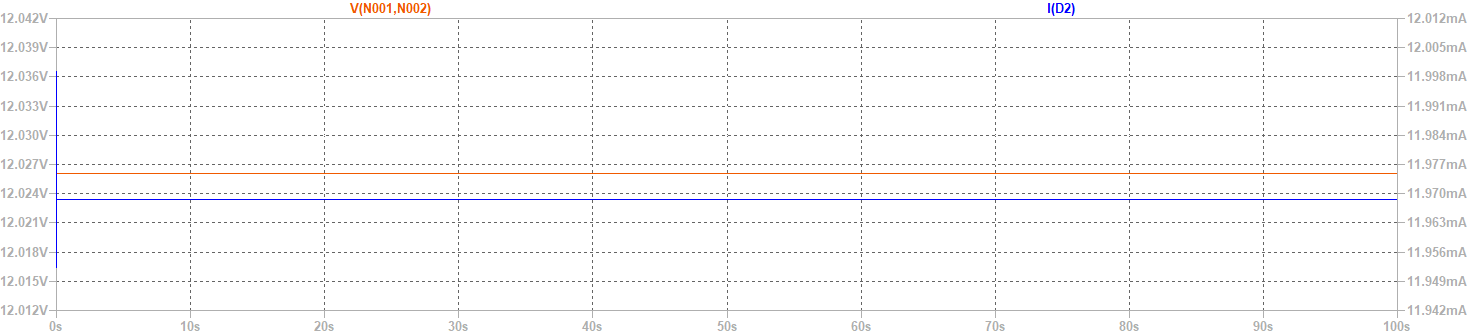 V(N001,N002) I(D2)
12.042V 12.012mA
12.039V 12.005mA
12.036V 11.998mA
12.033V 11.991mA
12.030V 11.984mA
12.027V 11.977mA
12.024V 11.970mA
12.021V 11.963mA
12.018V 11.956mA
12.015V 11.949mA
12.012V 11.942mA
0s 10s 20s 30s 40s 50s 60s 70s 80s 90s 100s